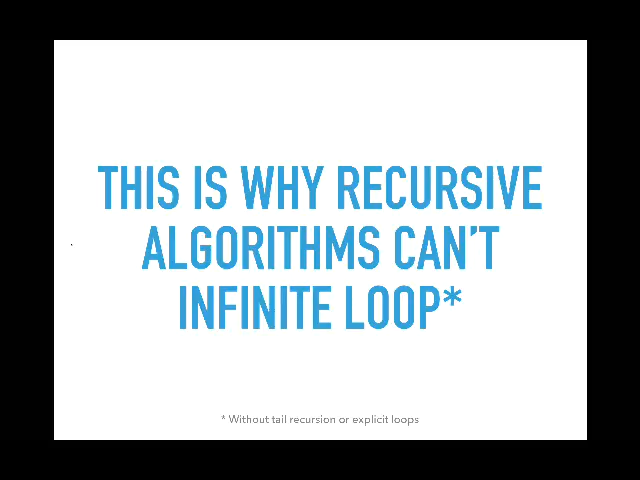 THIS IS WHY RECURSIVE
ALGORITHMS CAN’T
INFINITE LOOP*
* Without tail recursion or explicit loops